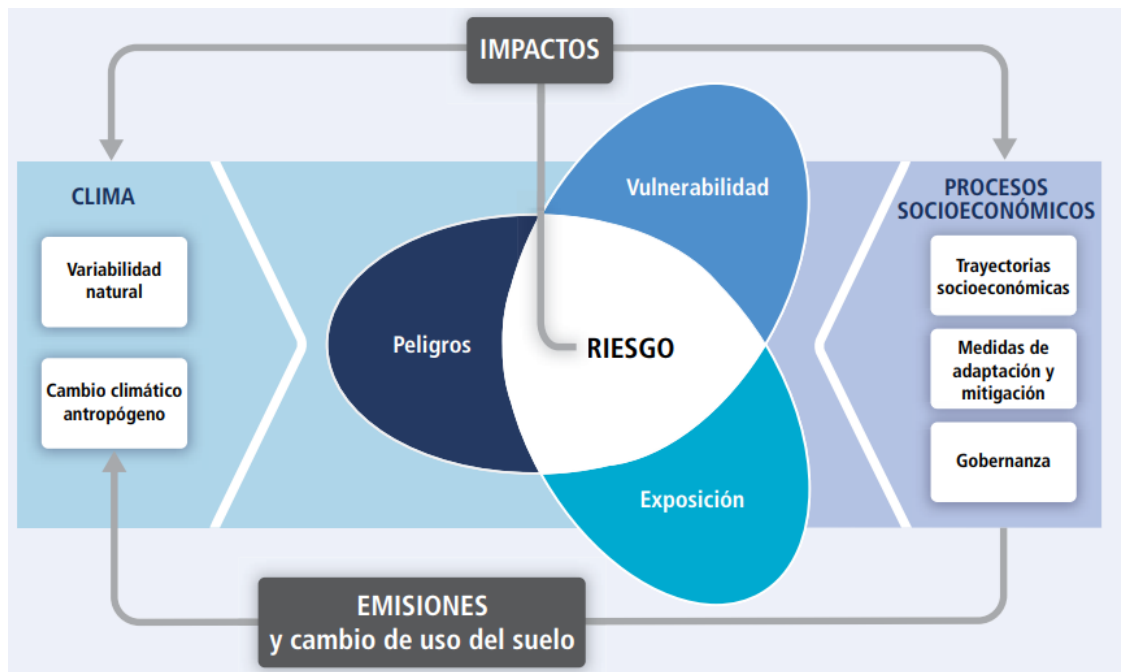 IMPACTOS
CLIMA
Variabilidad
natural
Cambio climático
antropógeno
Vulnerabilidad
Peligros
RIESGO
Exposición
PROCESOS
SOCIOECONÓMICOS
Trayectorias
socioeconómicas
Medidas de
adaptación y
mitigación
Gobernanza
EMISIONES
y cambio de uso del suelo